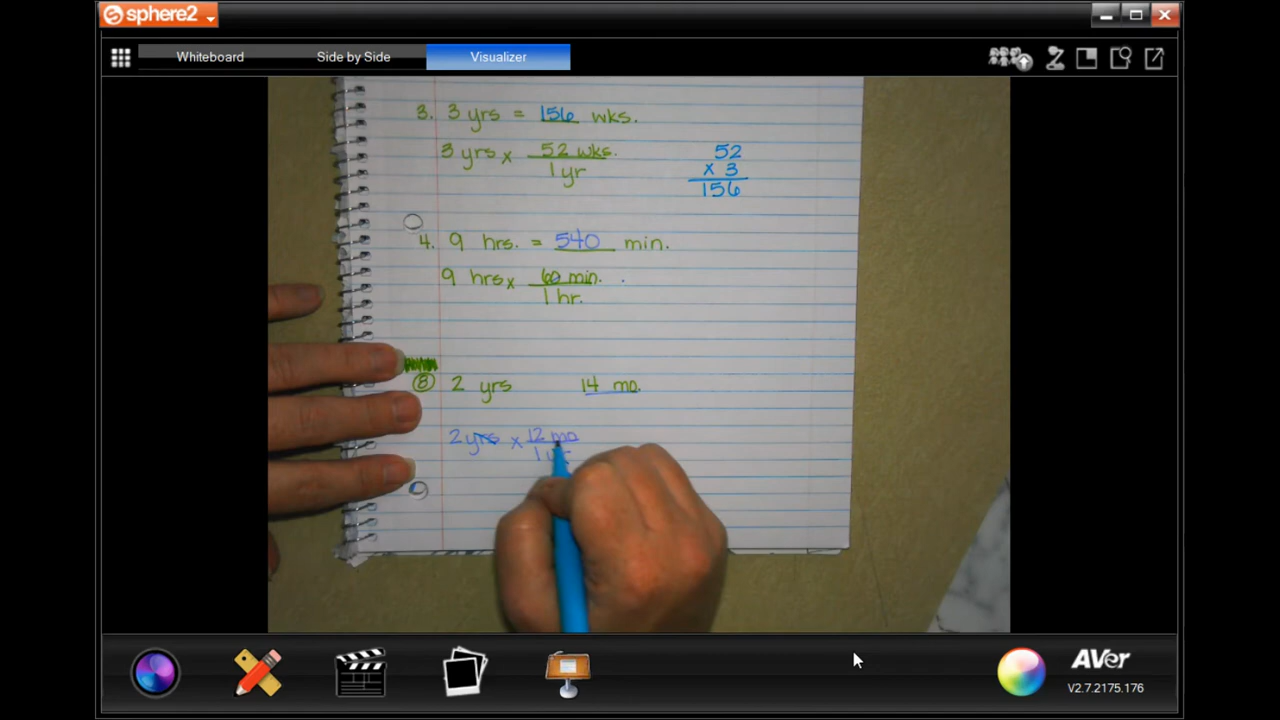 sphere2
Whiteboard Side by Side Visualizer
3. 3 yrs = 156 wks.
3 yrs x 52 wks.
1 yr
52
x 3
156
4. 9 hrs. = 540 min.
9 hrs x 60 min.
1 hr.
8 2 yrs 14 mo.
2 yrs x 12 mo
1 yr
AVer
V2.7.2175.176